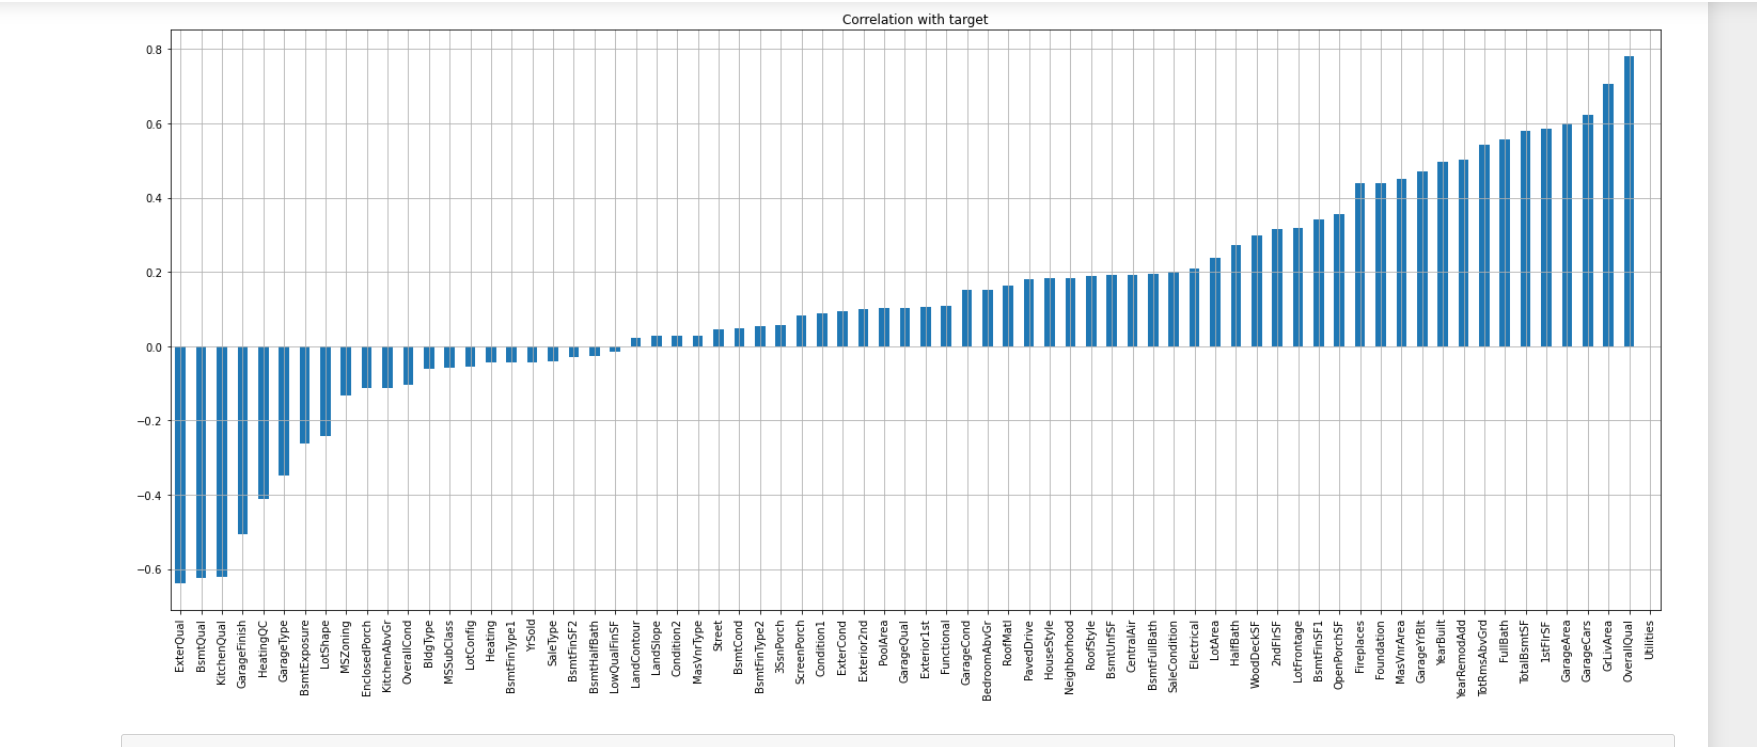 Correlation with target
0.8
0.6
0.4
0.2
0.0
−0.2
−0.4
−0.6
ExterQual
BsmtQual
KitchenQual
GarageFinish
HeatingQC
GarageType
BsmtExposure
LotShape
MSZoning
EnclosedPorch
KitchenAbvGr
OverallCond
BldgType
MSSubClass
LotConfig
Heating
BsmtFinType1
YrSold
SaleType
BsmtFinSF2
BsmtHalfBath
LowQualFinSF
LandContour
LandSlope
Condition2
MasVnrType
Street
BsmtCond
BsmtFinType2
3SsnPorch
ScreenPorch
Condition1
ExterCond
Exterior2nd
PoolArea
GarageQual
Exterior1st
Functional
GarageCond
BedroomAbvGr
RoofMatl
PavedDrive
HouseStyle
Neighborhood
RoofStyle
BsmtUnfSF
CentralAir
BsmtFullBath
SaleCondition
Electrical
LotArea
HalfBath
WoodDeckSF
2ndFlrSF
LotFrontage
BsmtFinSF1
OpenPorchSF
Fireplaces
Foundation
MasVnrArea
GarageYrBlt
YearBuilt
YearRemodAdd
TotRmsAbvGrd
FullBath
TotalBsmtSF
1stFlrSF
GarageArea
GarageCars
GrLivArea
OverallQual
Utilities